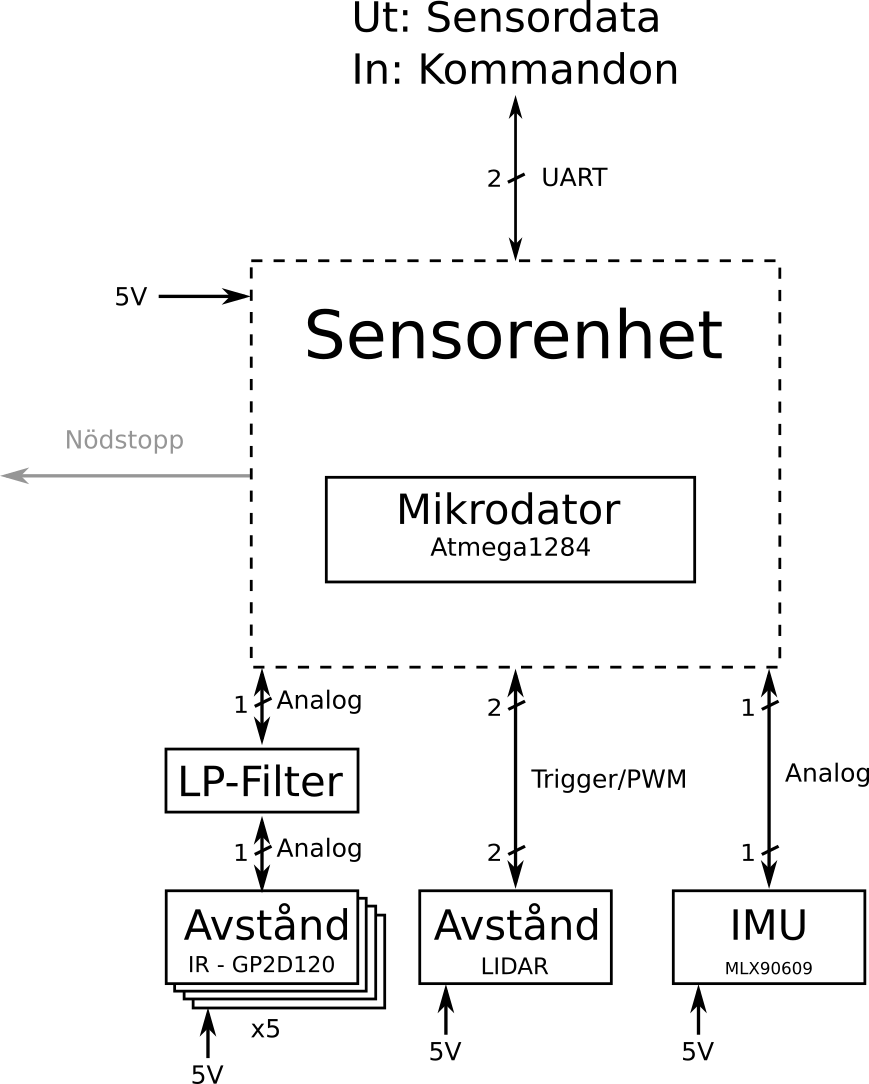 Ut: Sensordata
In: Kommandon
2
UART
5V
Sensorenhet
Nödstopp
Mikrodator
Atmega1284
1
Analog
2
1
LP-Filter
Trigger/PWM
Analog
1
Analog
2
1
Avstånd
IR - GP2D120
Avstånd
LIDAR
IMU
MLX90609
x5
5V
5V
5V